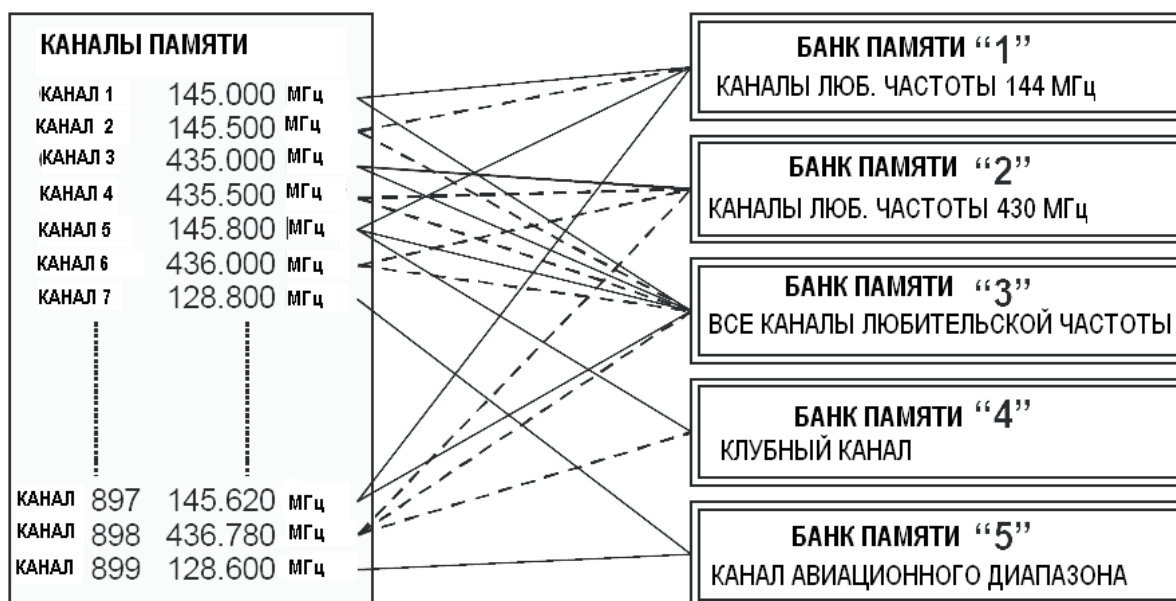 КАНАЛЫ ПАМЯТИ
КАНАЛ 1 145.000 МГц
КАНАЛ 2 145.500 МГц
КАНАЛ 3 435.000 МГц
КАНАЛ 4 435.500 МГц
КАНАЛ 5 145.800 МГц
КАНАЛ 6 436.000 МГц
КАНАЛ 7 128.800 МГц
КАНАЛ 897 145.620 МГц
КАНАЛ 898 436.780 МГц
КАНАЛ 899 128.600 МГц
БАНК ПАМЯТИ “1”
КАНАЛЫ ЛЮБ. ЧАСТОТЫ 144 МГц
БАНК ПАМЯТИ “2”
КАНАЛЫ ЛЮБ. ЧАСТОТЫ 430 МГц
БАНК ПАМЯТИ “3”
ВСЕ КАНАЛЫ ЛЮБИТЕЛЬСКОЙ ЧАСТОТЫ
БАНК ПАМЯТИ “4”
КЛУБНЫЙ КАНАЛ
БАНК ПАМЯТИ “5”
КАНАЛ АВИАЦИОННОГО ДИАПАЗОНА